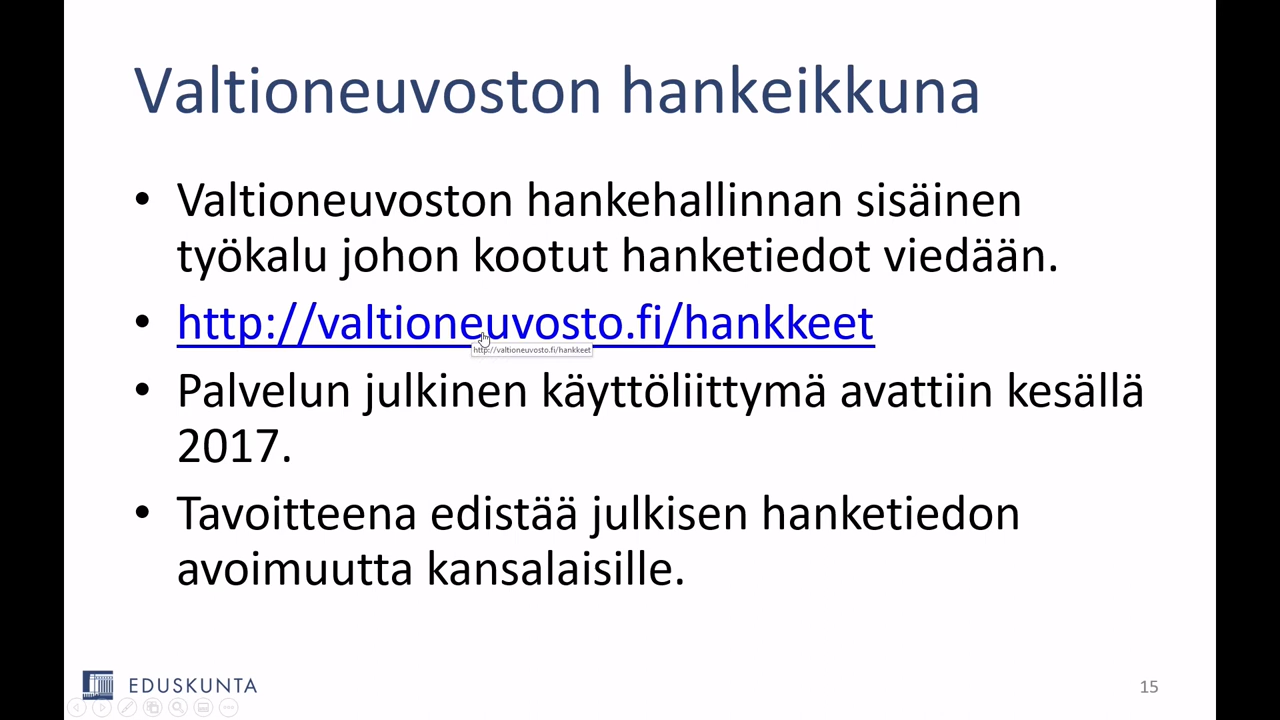 Valtioneuvoston hankeikkuna
• Valtioneuvoston hankehallinnan sisäinen
työkalu johon kootut hanketiedot viedään.
• http://valtioneuvosto.fi/hankkeet
http://valtioneuvosto.fi/hankkeet
• Palvelun julkinen käyttöliittymä avattiin kesällä
2017.
• Tavoitteena edistää julkisen hanketiedon
avoimuutta kansalaisille.
EDUSKUNTA
15